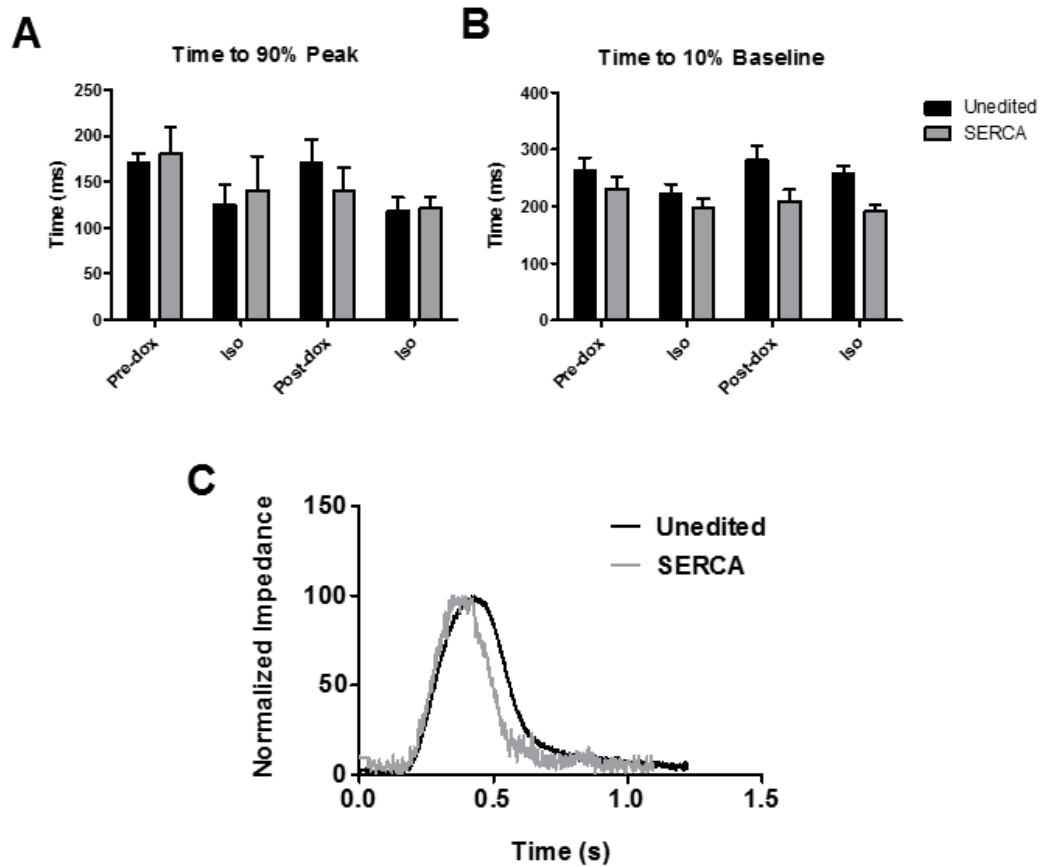 A
Time to 90% Peak
Time (ms)
250
200
150
100
50
0
Pre-dox
Iso
Post-dox
Iso
B
Time to 10% Baseline
Time (ms)
400
300
200
100
0
Pre-dox
Iso
Post-dox
Iso
Unedited
SERCA
C
Normalized Impedance
150
100
50
0
0.0
0.5
1.0
1.5
Time (s)
Unedited
SERCA